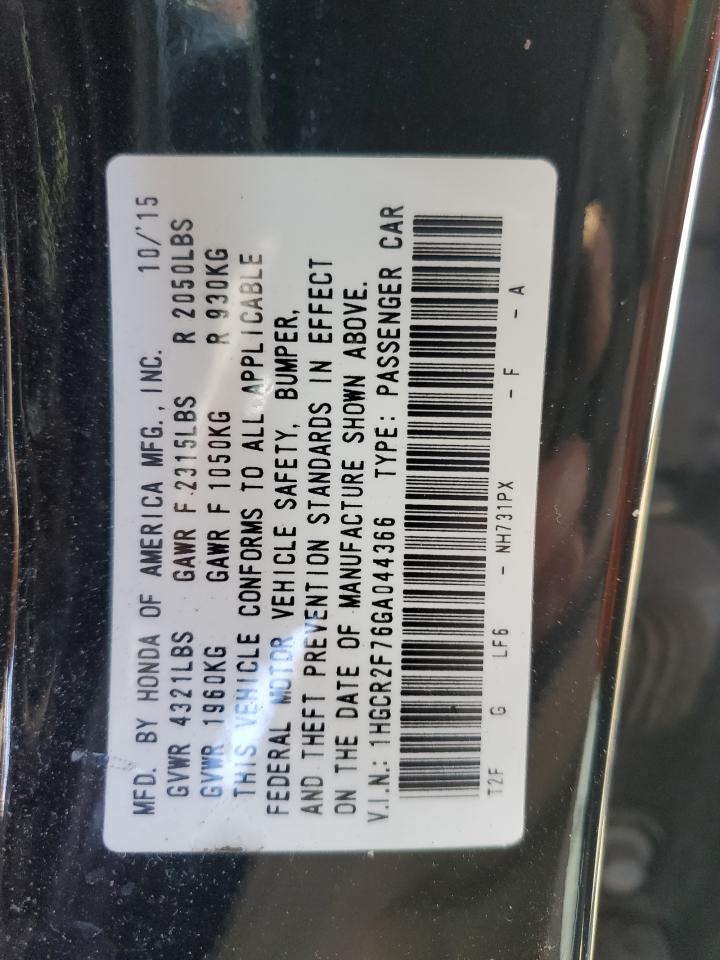 MFD. BY HONDA OF AMERICA MFG., INC. 10/'15
GVWR 4321LBS GAWR F 2315LBS R 2050LBS
GVWR 1960KG GAWR F 1050KG R 930KG
THIS VEHICLE CONFORMS TO ALL APPLICABLE
FEDERAL MOTOR VEHICLE SAFETY, BUMPER,
AND THEFT PREVENTION STANDARDS IN EFFECT
ON THE DATE OF MANUFACTURE SHOWN ABOVE.
V.I.N.: 1HGCR2F76GA044366 TYPE: PASSENGER CAR
T2F G LF6 - NH731PX - F - A